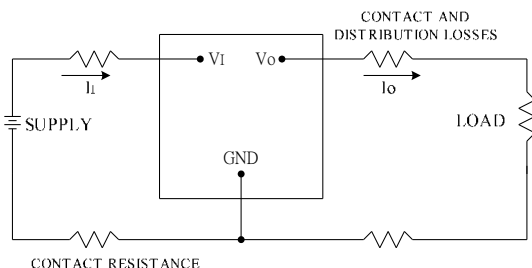 CONTACT AND
DISTRIBUTION LOSSES
VI
VO
II
IO
SUPPLY
LOAD
GND
CONTACT RESISTANCE